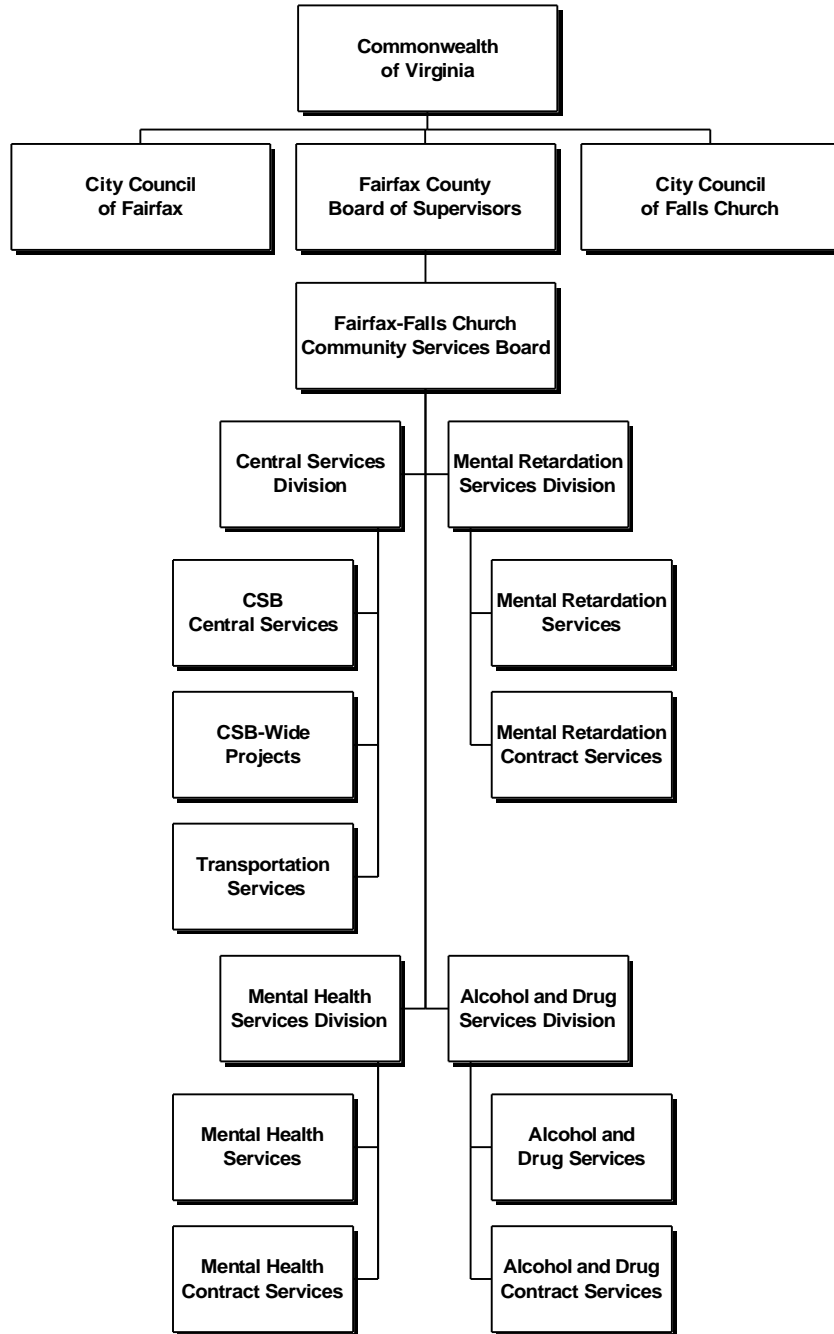 Commonwealth
of Virginia
City Council
of Fairfax
Fairfax County
Board of Supervisors
City Council
of Falls Church
Fairfax-Falls Church
Community Services Board
Central Services
Division
Mental Retardation
Services Division
CSB
Central Services
Mental Retardation
Services
CSB-Wide
Projects
Mental Retardation
Contract Services
Transportation
Services
Mental Health
Services Division
Alcohol and Drug
Services Division
Mental Health
Services
Alcohol and
Drug Services
Mental Health
Contract Services
Alcohol and Drug
Contract Services